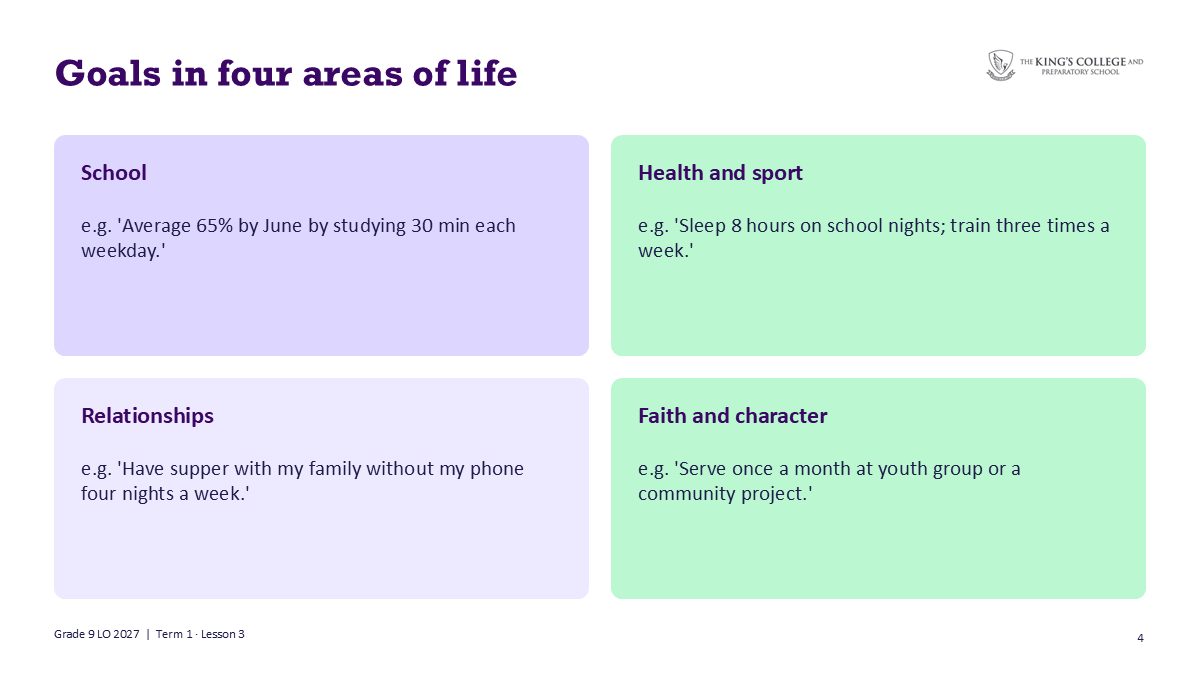 Goals in four areas of life
THE KING'S COLLEGE AND
PREPARATORY SCHOOL
School
e.g. 'Average 65% by June by studying 30 min each
weekday.'
Health and sport
e.g. 'Sleep 8 hours on school nights; train three times a
week.'
Relationships
e.g. 'Have supper with my family without my phone
four nights a week.'
Faith and character
e.g. 'Serve once a month at youth group or a
community project.'
Grade 9 LO 2027 | Term 1 · Lesson 3
4